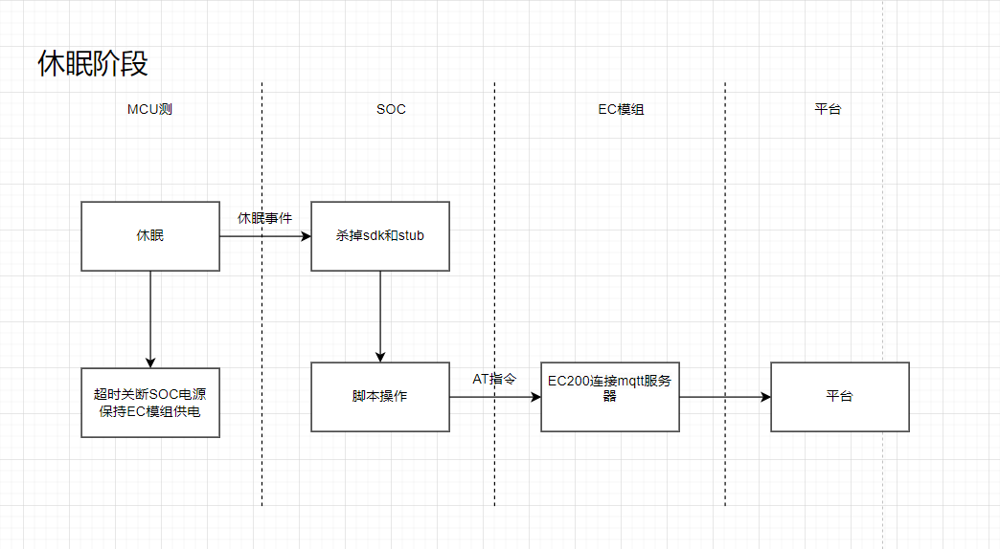 休眠阶段
MCU测
SOC
EC模组
平台
休眠
休眠事件
杀掉sdk和stub
超时关断SOC电源
保持EC模组供电
脚本操作
AT指令
EC200连接mqtt服务
器
平台